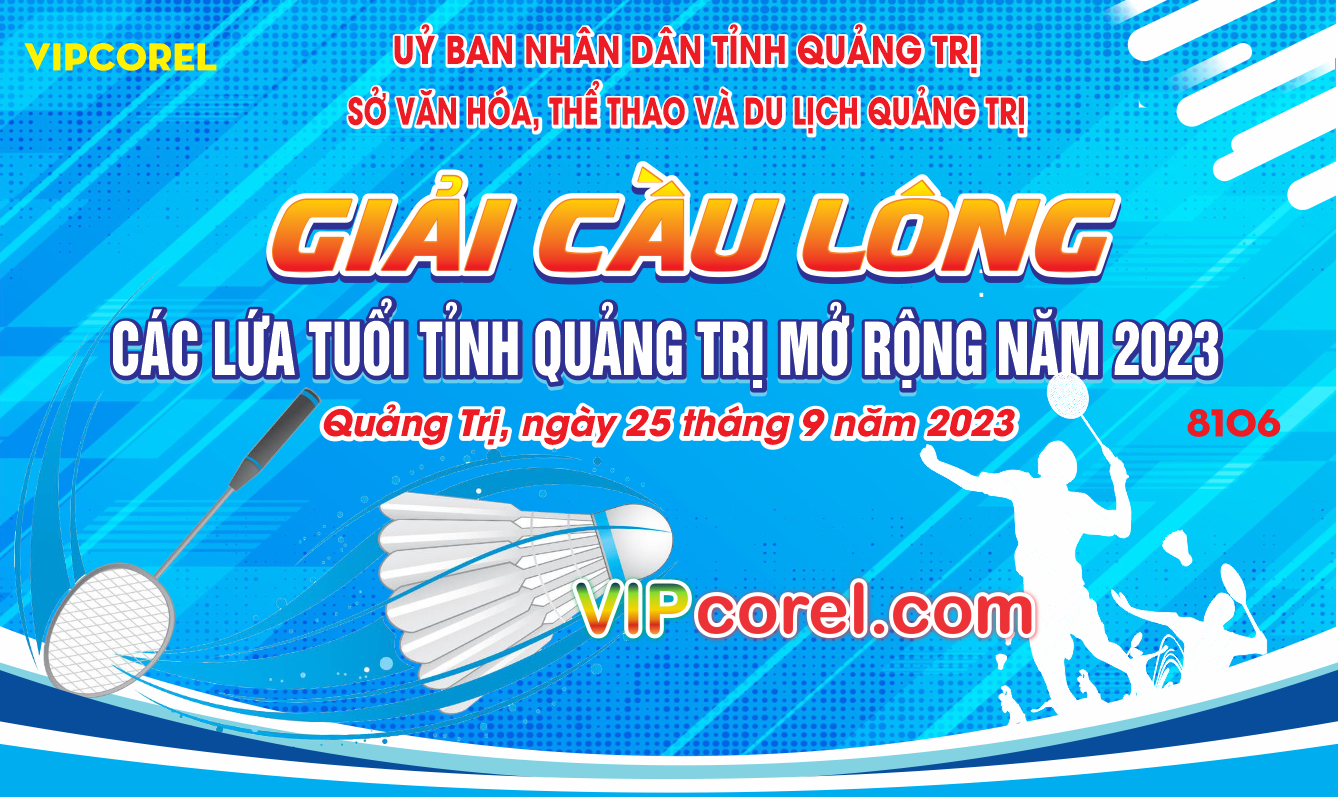 VIPCOREL
UỶ BAN NHÂN DÂN TỈNH QUẢNG TRỊ
SỞ VĂN HÓA, THỂ THAO VÀ DU LỊCH QUẢNG TRỊ
GIẢI CẦU LÔNG
CÁC LỨA TUỔI TỈNH QUẢNG TRỊ MỞ RỘNG NĂM 2023
Quảng Trị, ngày 25 tháng 9 năm 2023
8106
VIPcorel.com